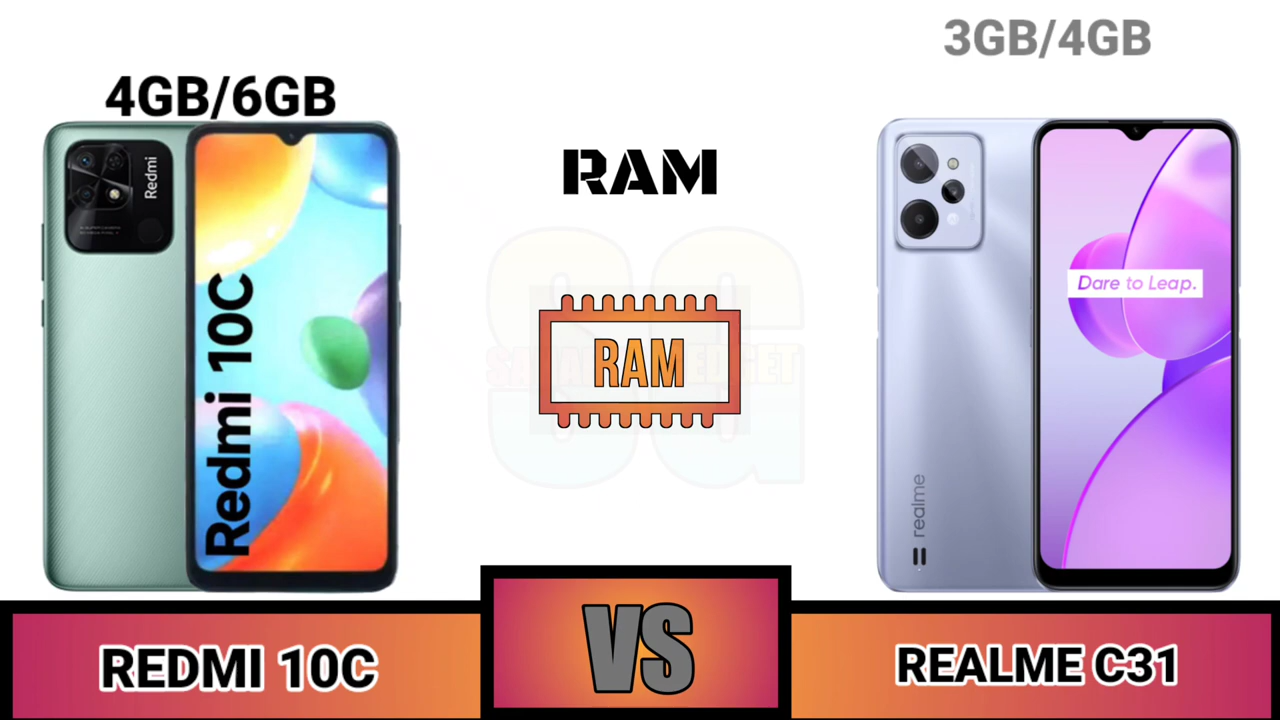 3GB/4GB
4GB/6GB
RAM
Redmi
Redmi 10C
RAM
Dare to Leap.
realme
REDMI 10C
VS
REALME C31